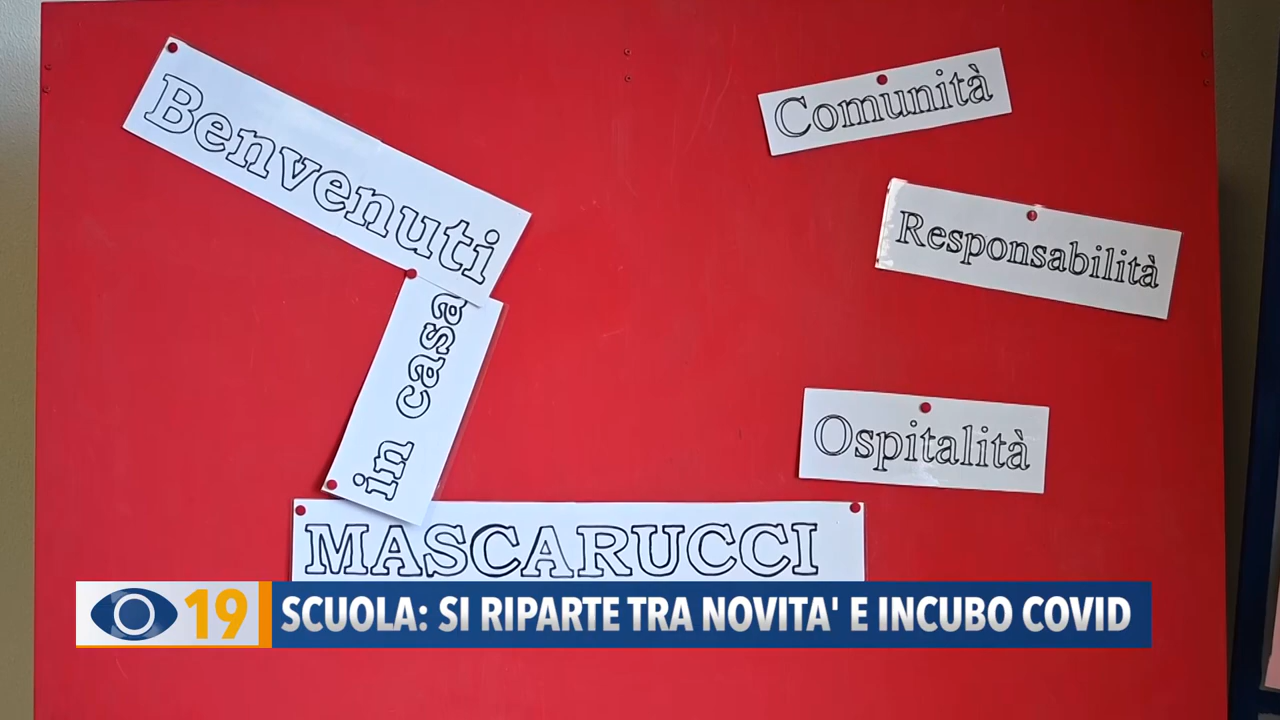 Benvenuti
in casa
MASCARUCCI
Comunità
Responsabilità
Ospitalità
19
SCUOLA: SI RIPARTE TRA NOVITA' E INCUBO COVID